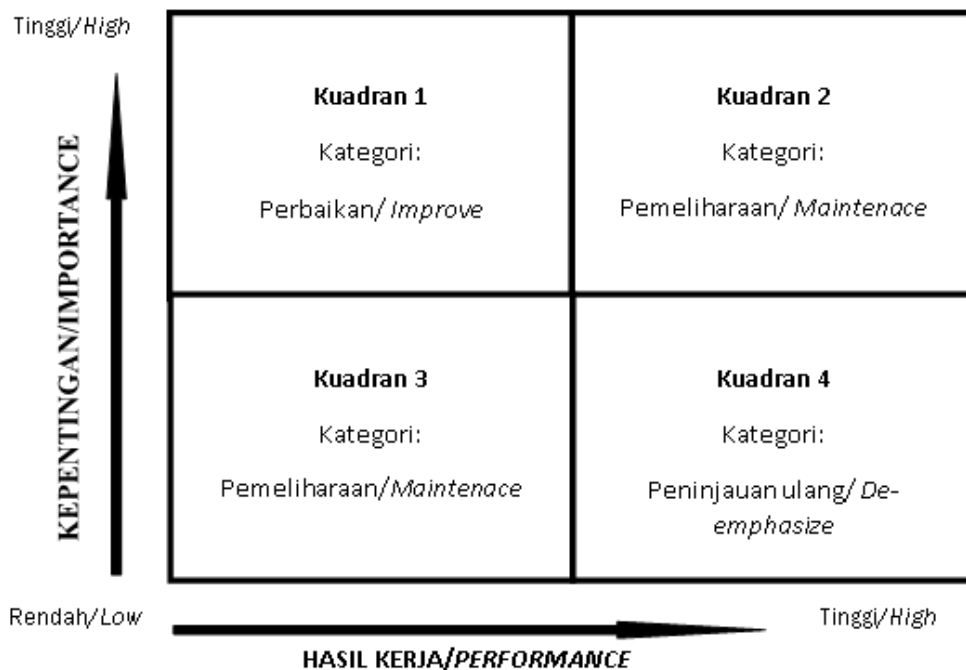 Tinggi/High
KEPENTINGAN/IMPORTANCE
Kuadran 1
Kategori:
Perbaikan/ Improve
Kuadran 2
Kategori:
Pemeliharaan/ Maintenace
Kuadran 3
Kategori:
Pemeliharaan/Maintenace
Kuadran 4
Kategori:
Peninjauan ulang/ De-
emphasize
Rendah/Low
Tinggi/High
HASIL KERJA/PERFORMANCE